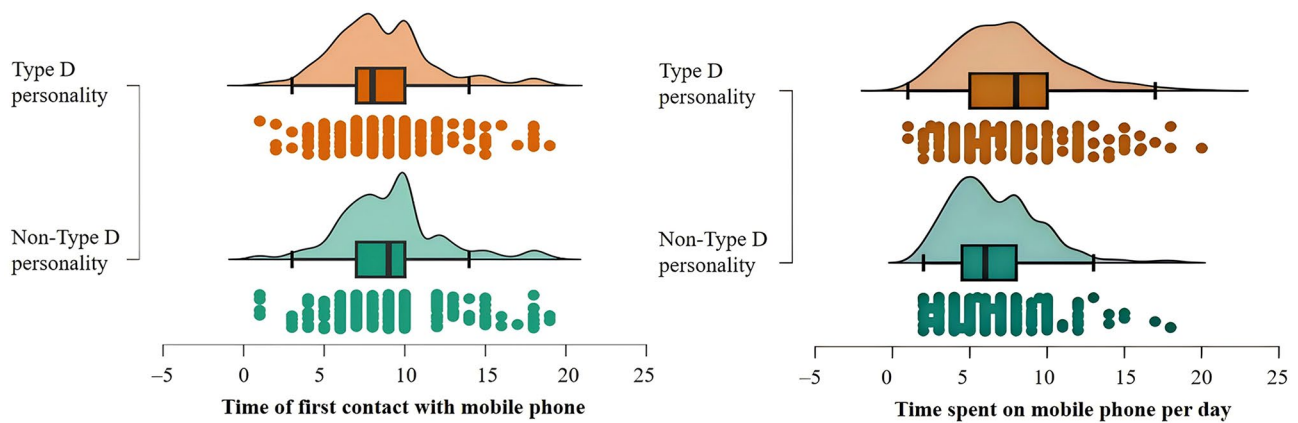 Type D
personality
Non-Type D
personality
−5 0 5 10 15 20 25
Time of first contact with mobile phone
Type D
personality
Non-Type D
personality
−5 0 5 10 15 20 25
Time spent on mobile phone per day